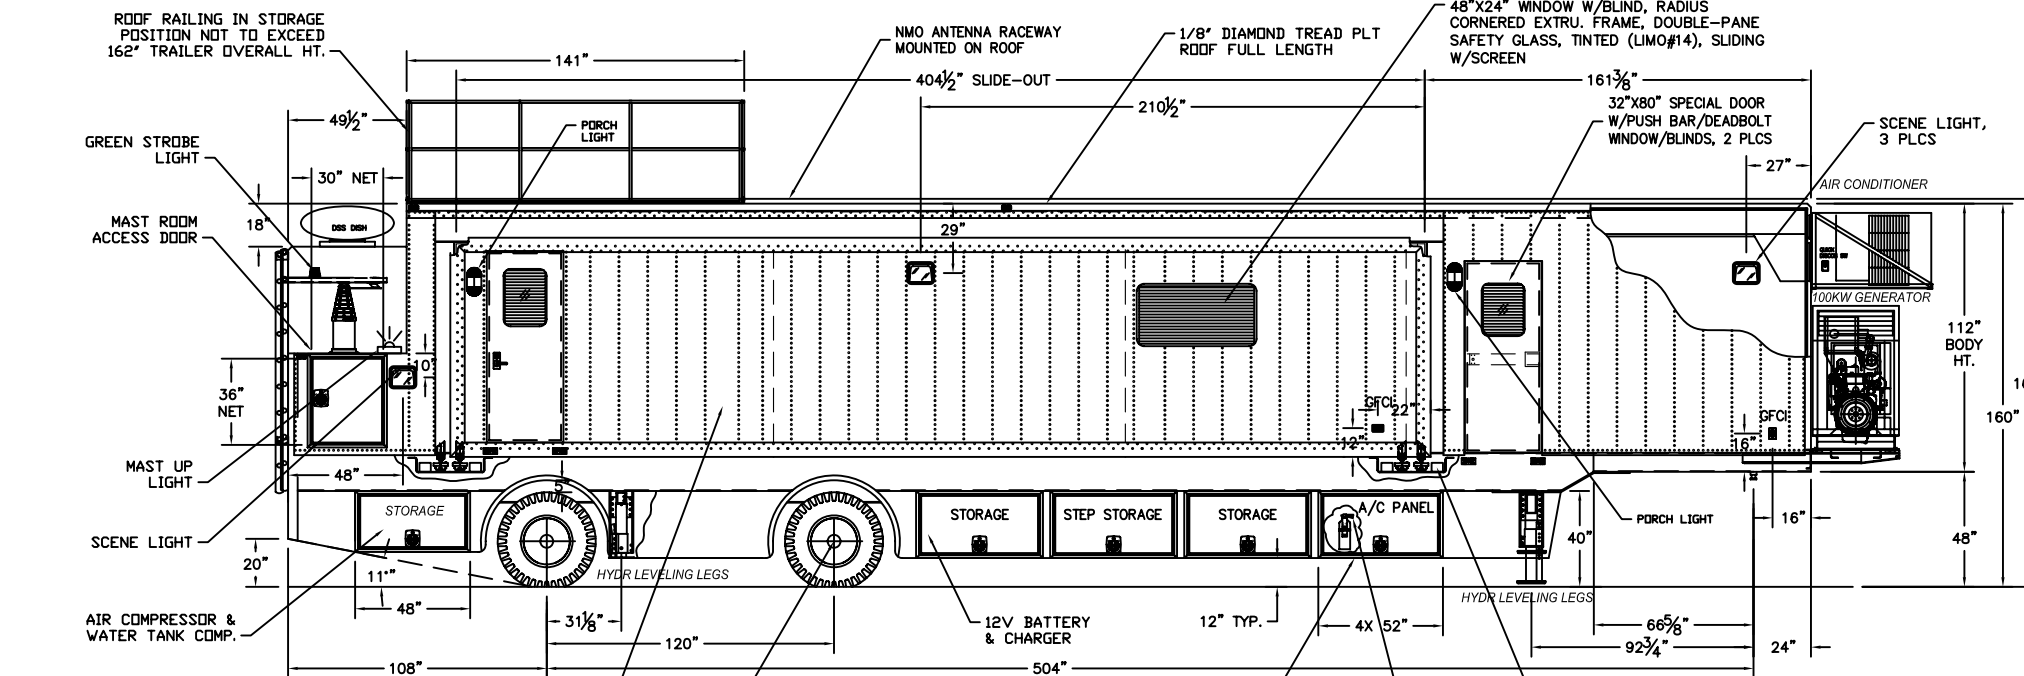 ROOF RAILING IN STORAGE
POSITION NOT TO EXCEED
162" TRAILER OVERALL HT.
NMO ANTENNA RACEWAY
MOUNTED ON ROOF
1/8" DIAMOND TREAD PLT
ROOF FULL LENGTH
48"X24" WINDOW W/BLIND, RADIUS
CORNERED EXTRU. FRAME, DOUBLE-PANE
SAFETY GLASS, TINTED (LIMO#14), SLIDING
W/SCREEN
141"
404½" SLIDE-OUT
161⅜"
210½"
49½"
32"X80" SPECIAL DOOR
W/PUSH BAR/DEADBOLT
WINDOW/BLINDS, 2 PLCS
SCENE LIGHT,
3 PLCS
PORCH
LIGHT
GREEN STROBE
LIGHT
30" NET
27"
AIR CONDITIONER
MAST ROOM
ACCESS DOOR
18"
DSS DISH
29"
100KW GENERATOR
112"
BODY
HT.
10"
36"
NET
GFCI
22"
12"
GFCI
16"
160"
MAST UP
LIGHT
48"
5"
STORAGE
STORAGE
STEP STORAGE
STORAGE
A/C PANEL
PORCH LIGHT
16"
SCENE LIGHT
20"
40"
48"
11°
HYDR LEVELING LEGS
HYDR LEVELING LEGS
48"
AIR COMPRESSOR &
WATER TANK COMP.
31⅛"
12V BATTERY
& CHARGER
12" TYP.
4X 52"
66⅝"
120"
92¾"
24"
108"
504"